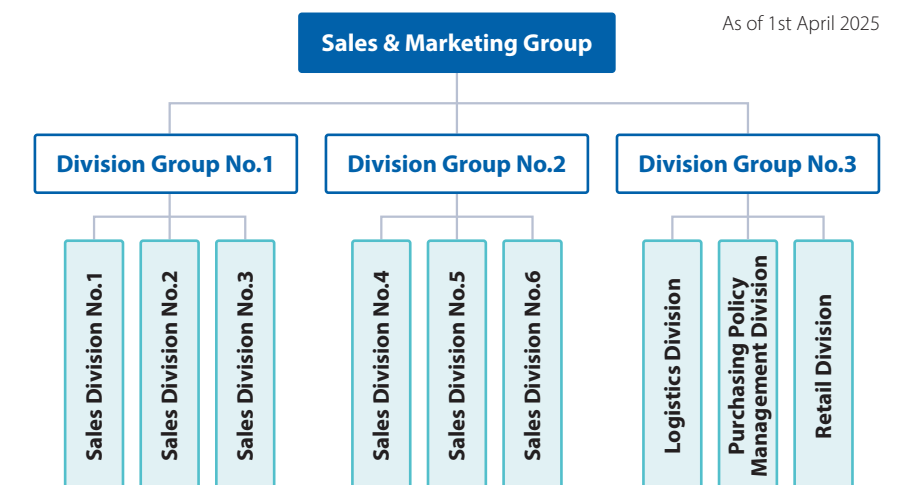 As of 1st April 2025
Sales & Marketing Group
Division Group No.1
Division Group No.2
Division Group No.3
Sales Division No.1
Sales Division No.2
Sales Division No.3
Sales Division No.4
Sales Division No.5
Sales Division No.6
Logistics Division
Purchasing Policy
Management Division
Retail Division